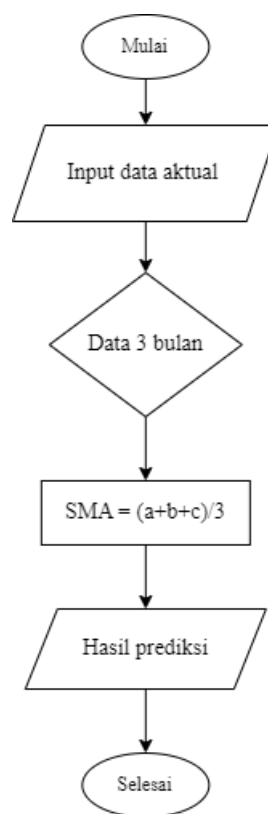 Mulai
Input data aktual
Data 3 bulan
SMA = (a+b+c)/3
Hasil prediksi
Selesai